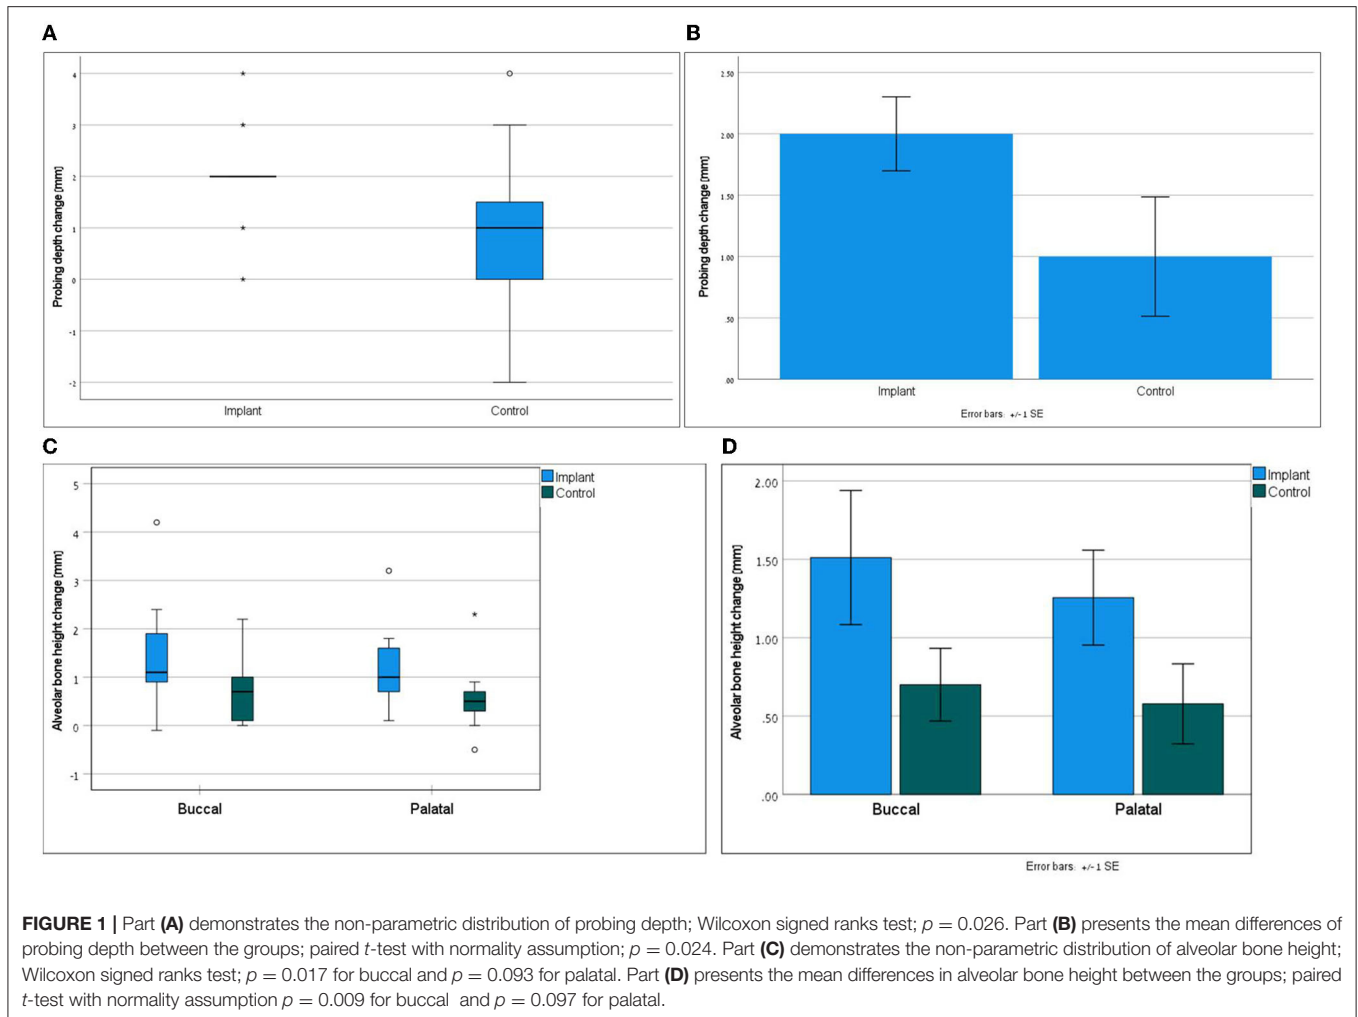 A
Probing depth change [mm]
4
3
2
1
0
-1
-2
Implant
Control
B
Probing depth change [mm]
2.50
2.00
1.50
1.00
.50
.00
Implant
Control
Error bars: +/-1 SE
C
Alveolar bone height change [mm]
5
4
3
2
1
0
-1
Buccal
Palatal
Implant
Control
D
Alveolar bone height change [mm]
2.00
1.50
1.00
.50
.00
Buccal
Palatal
Implant
Control
Error bars: +/-1 SE
FIGURE 1 | Part (A) demonstrates the non-parametric distribution of probing depth; Wilcoxon signed ranks test; p = 0.026. Part (B) presents the mean differences of
probing depth between the groups; paired t-test with normality assumption; p = 0.024. Part (C) demonstrates the non-parametric distribution of alveolar bone height;
Wilcoxon signed ranks test; p = 0.017 for buccal and p = 0.093 for palatal. Part (D) presents the mean differences in alveolar bone height between the groups; paired
t-test with normality assumption p = 0.009 for buccal and p = 0.097 for palatal.